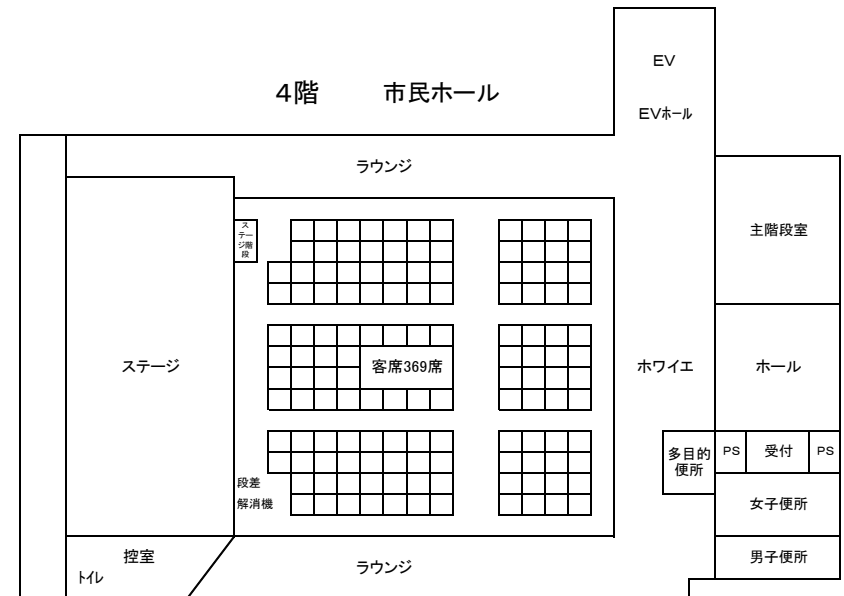 EV
4階 市民ホール
EVホール
ラウンジ
ス
テー
ジ階
段
主階段室
ステージ
客席369席
ホワイエ
ホール
多目的
便所
PS
受付
PS
段差
解消機
女子便所
控室
トイレ
ラウンジ
男子便所